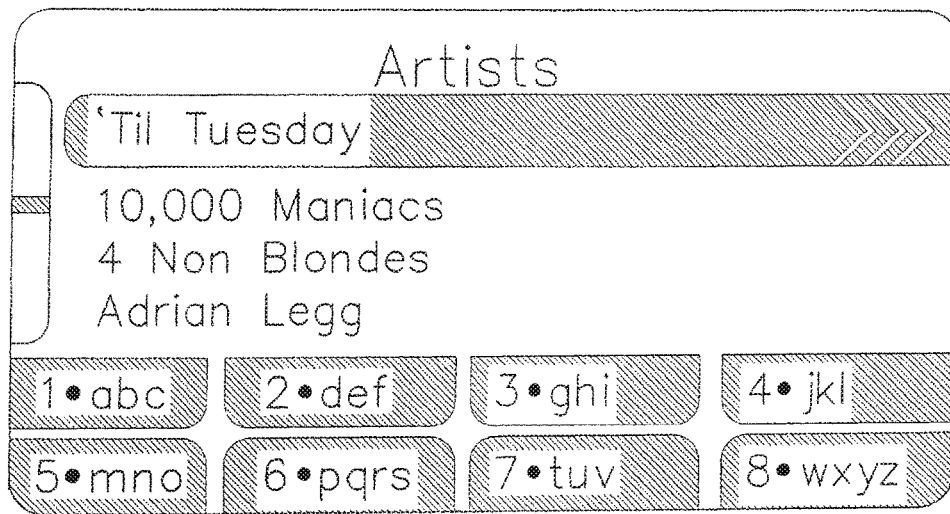 Artists
‘Til Tuesday
10,000 Maniacs
4 Non Blondes
Adrian Legg
1•abc 2•def 3•ghi 4•jkl
5•mno 6•pqrs 7•tuv 8•wxyz